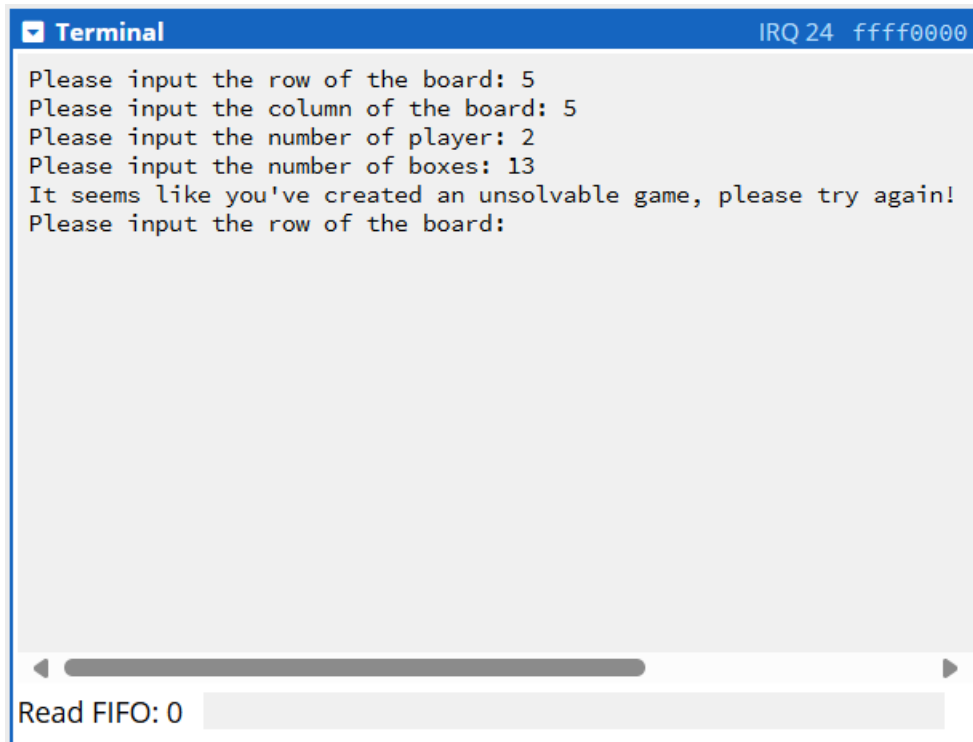 Terminal
IRQ 24 ffff0000
Please input the row of the board: 5
Please input the column of the board: 5
Please input the number of player: 2
Please input the number of boxes: 13
It seems like you've created an unsolvable game, please try again!
Please input the row of the board:
Read FIFO: 0